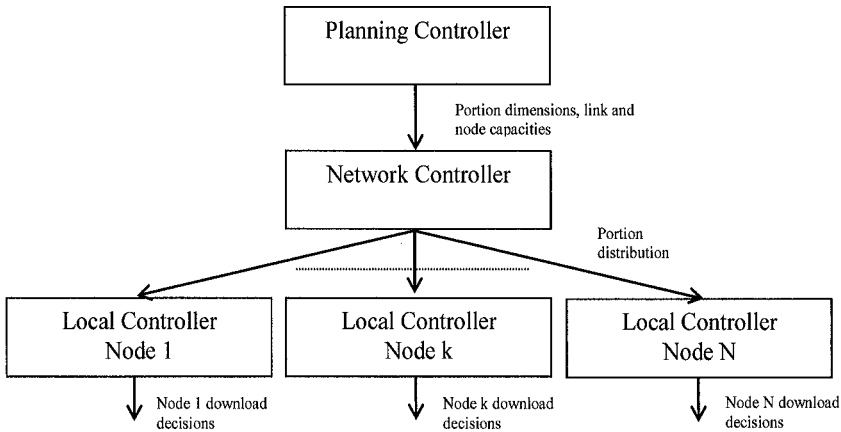 Planning Controller
Portion dimensions, link and
node capacities
Network Controller
Portion
distribution
Local Controller
Node 1
Local Controller
Node k
Local Controller
Node N
Node 1 download
decisions
Node k download
decisions
Node N download
decisions